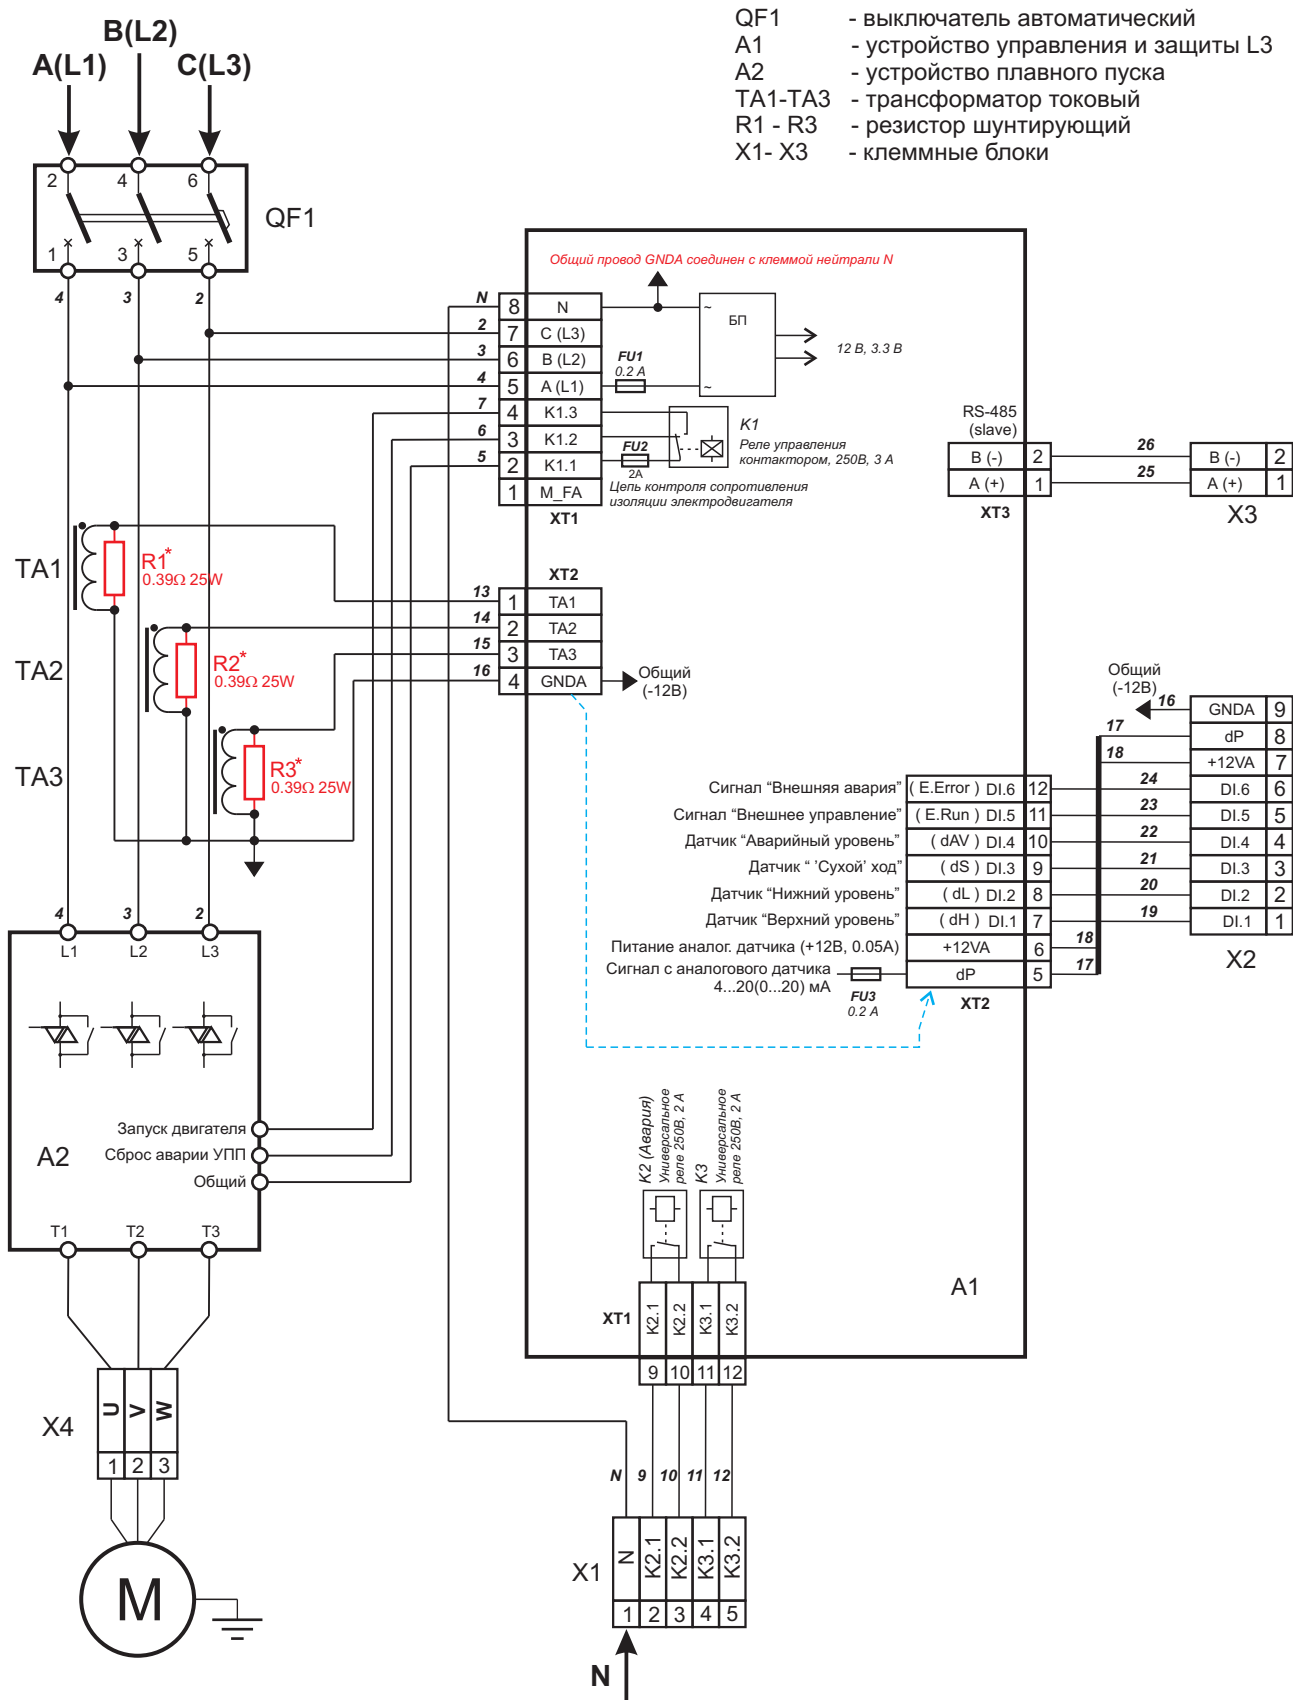 QF1 - выключатель автоматический
A1 - устройство управления и защиты L3
A2 - устройство плавного пуска
TA1-TA3 - трансформатор токовый
R1 - R3 - резистор шунтирующий
X1- X3 - клеммные блоки
B(L2)
A(L1) C(L3)
2 4 6
QF1
1 3 5
4 3 2
Общий провод GNDA соединен с клеммой нейтрали N
N 8 N
2 7 C (L3)
3 6 B (L2)
4 5 A (L1)
7 4 K1.3
6 3 K1.2
5 2 K1.1
1 M_FA
XT1
FU1
0.2 A
~
БП
~
12 В, 3.3 В
FU2
2A
K1
Реле управления
контактором, 250В, 3 А
Цепь контроля сопротивления
изоляции электродвигателя
RS-485
(slave)
B (-) 2 26 B (-) 2
A (+) 1 25 A (+) 1
XT3
X3
TA1
R1*
0.39Ω 25W
TA2
R2*
0.39Ω 25W
TA3
R3*
0.39Ω 25W
XT2
13 1 TA1
14 2 TA2
15 3 TA3
16 4 GNDA
Общий
(-12В)
Общий
(-12В)
16 GNDA 9
17 dP 8
18 +12VA 7
Сигнал “Внешняя авария” ( E.Error ) DI.6 12 24 DI.6 6
Сигнал “Внешнее управление” ( E.Run ) DI.5 11 23 DI.5 5
Датчик “Аварийный уровень” ( dAV ) DI.4 10 22 DI.4 4
Датчик “ 'Сухой' ход” ( dS ) DI.3 9 21 DI.3 3
Датчик “Нижний уровень” ( dL ) DI.2 8 20 DI.2 2
Датчик “Верхний уровень” ( dH ) DI.1 7 19 DI.1 1
Питание аналог. датчика (+12В, 0.05А) +12VA 6 18
Сигнал с аналогового датчика
4...20(0...20) мА
dP 5 17
FU3
0.2 A
XT2
X2
4 3 2
L1 L2 L3
Запуск двигателя
A2
Сброс аварии УПП
Общий
T1 T2 T3
K2 (Авария)
Универсальное
реле 250В, 2 А
K3
Универсальное
реле 250В, 2 А
A1
XT1
K2.1 K2.2 K3.1 K3.2
9 10 11 12
X4
U V W
1 2 3
M
N 9 10 11 12
X1
N K2.1 K2.2 K3.1 K3.2
1 2 3 4 5
N